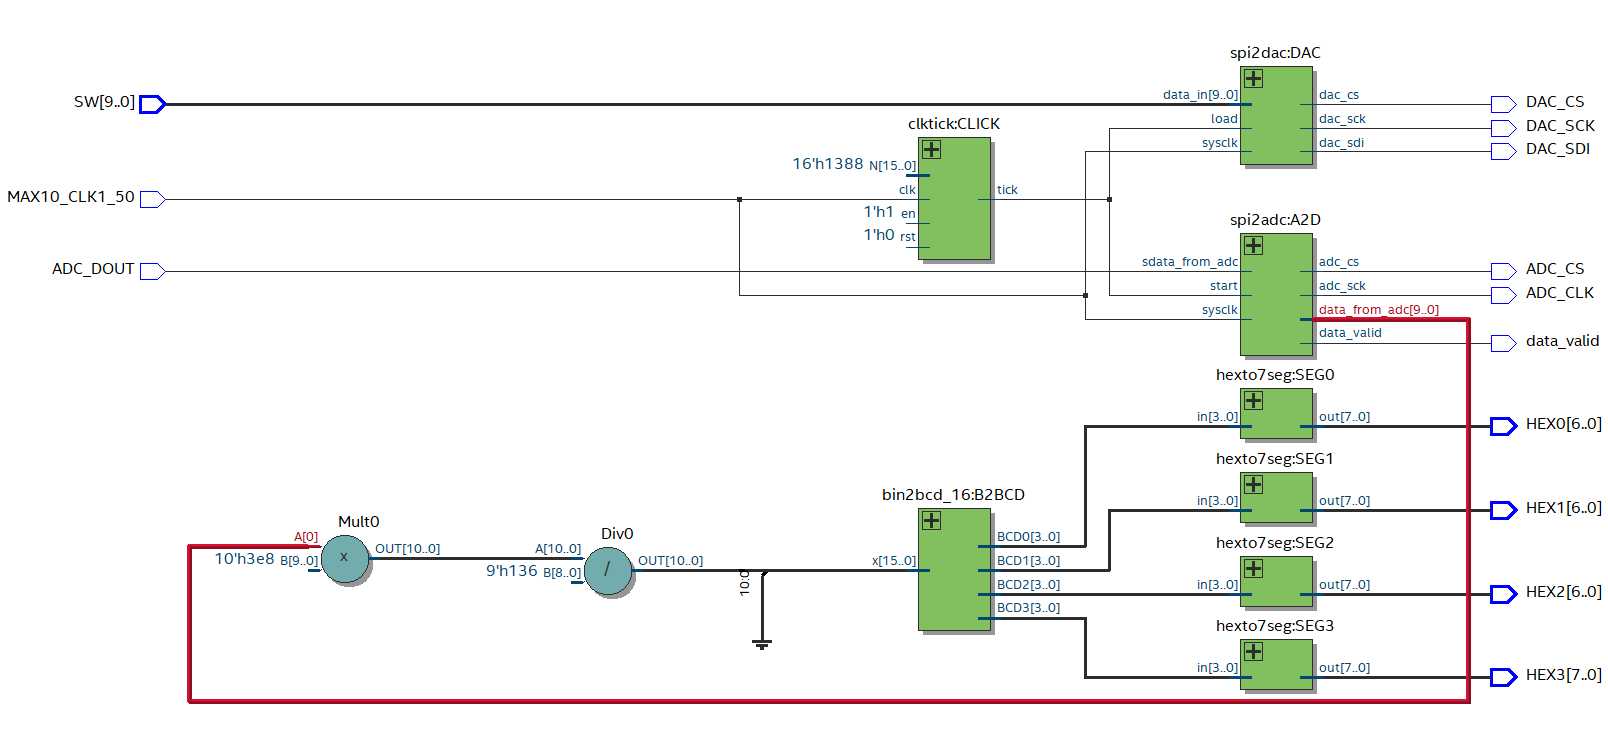 spi2dac:DAC
SW[9..0]
data_in[9..0]
dac_cs
DAC_CS
clktick:CLICK
load
dac_sck
DAC_SCK
sysclk
dac_sdi
DAC_SDI
16'h1388 N[15..0]
MAX10_CLK1_50
clk
tick
1'h1 en
1'h0 rst
spi2adc:A2D
ADC_DOUT
sdata_from_adc
adc_cs
ADC_CS
start
adc_sck
ADC_CLK
sysclk
data_from_adc[9..0]
data_valid
data_valid
hexto7seg:SEG0
in[3..0]
out[7..0]
HEX0[6..0]
hexto7seg:SEG1
in[3..0]
out[7..0]
HEX1[6..0]
bin2bcd_16:B2BCD
Mult0
A[0]
10'h3e8 B[9..0]
x
OUT[10..0]
Div0
A[10..0]
9'h136 B[8..0]
/
OUT[10..0]
10:0
x[15..0]
BCD0[3..0]
BCD1[3..0]
BCD2[3..0]
BCD3[3..0]
hexto7seg:SEG2
in[3..0]
out[7..0]
HEX2[6..0]
hexto7seg:SEG3
in[3..0]
out[7..0]
HEX3[7..0]